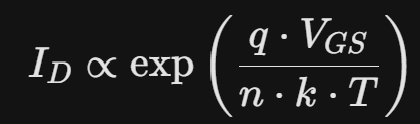 I_D ∝ exp ( (q · V_GS) / (n · k · T) )